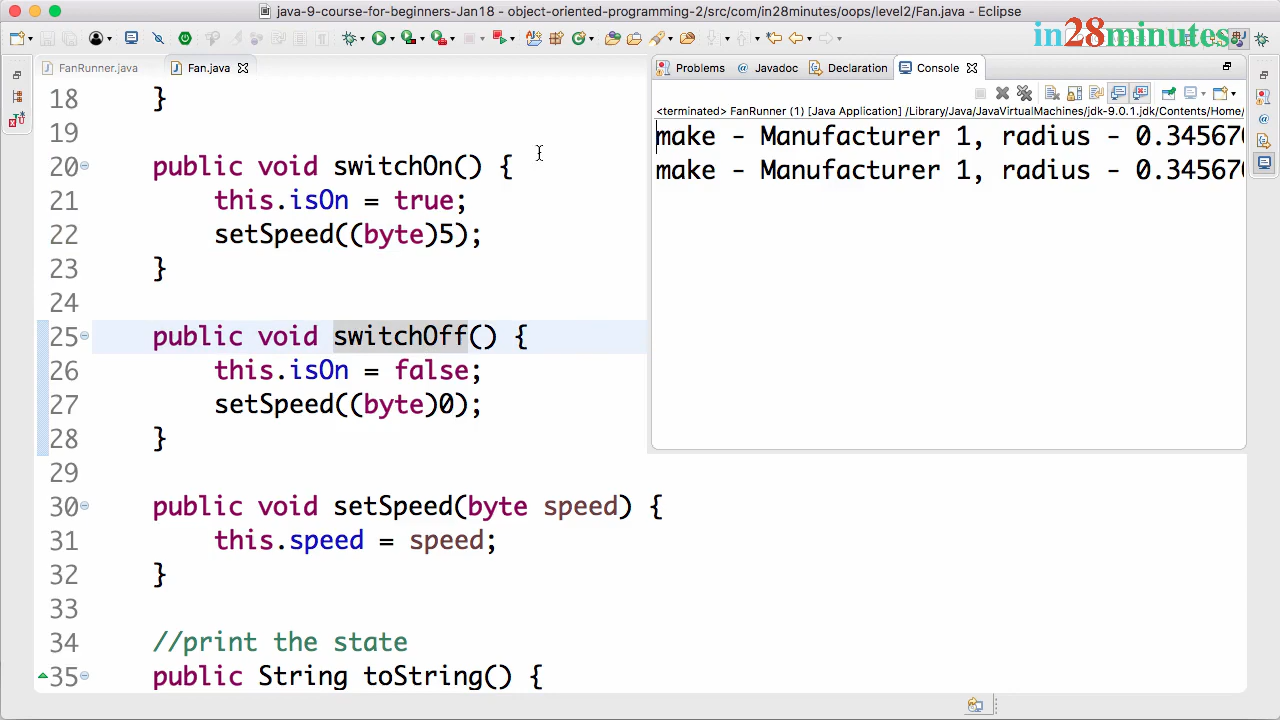 java-9-course-for-beginners-Jan18 - object-oriented-programming-2/src/com/in28minutes/oops/level2/Fan.java - Eclipse
in28minutes
FanRunner.java
Fan.java
Problems
@ Javadoc
Declaration
Console
<terminated> FanRunner (1) [Java Application] /Library/Java/JavaVirtualMachines/jdk-9.0.1.jdk/Contents/Home/
make - Manufacturer 1, radius - 0.34567
make - Manufacturer 1, radius - 0.34567
18 }
19
20 public void switchOn() {
21 this.isOn = true;
22 setSpeed((byte)5);
23 }
24
25 public void switchOff() {
26 this.isOn = false;
27 setSpeed((byte)0);
28 }
29
30 public void setSpeed(byte speed) {
31 this.speed = speed;
32 }
33
34 //print the state
35 public String toString() {